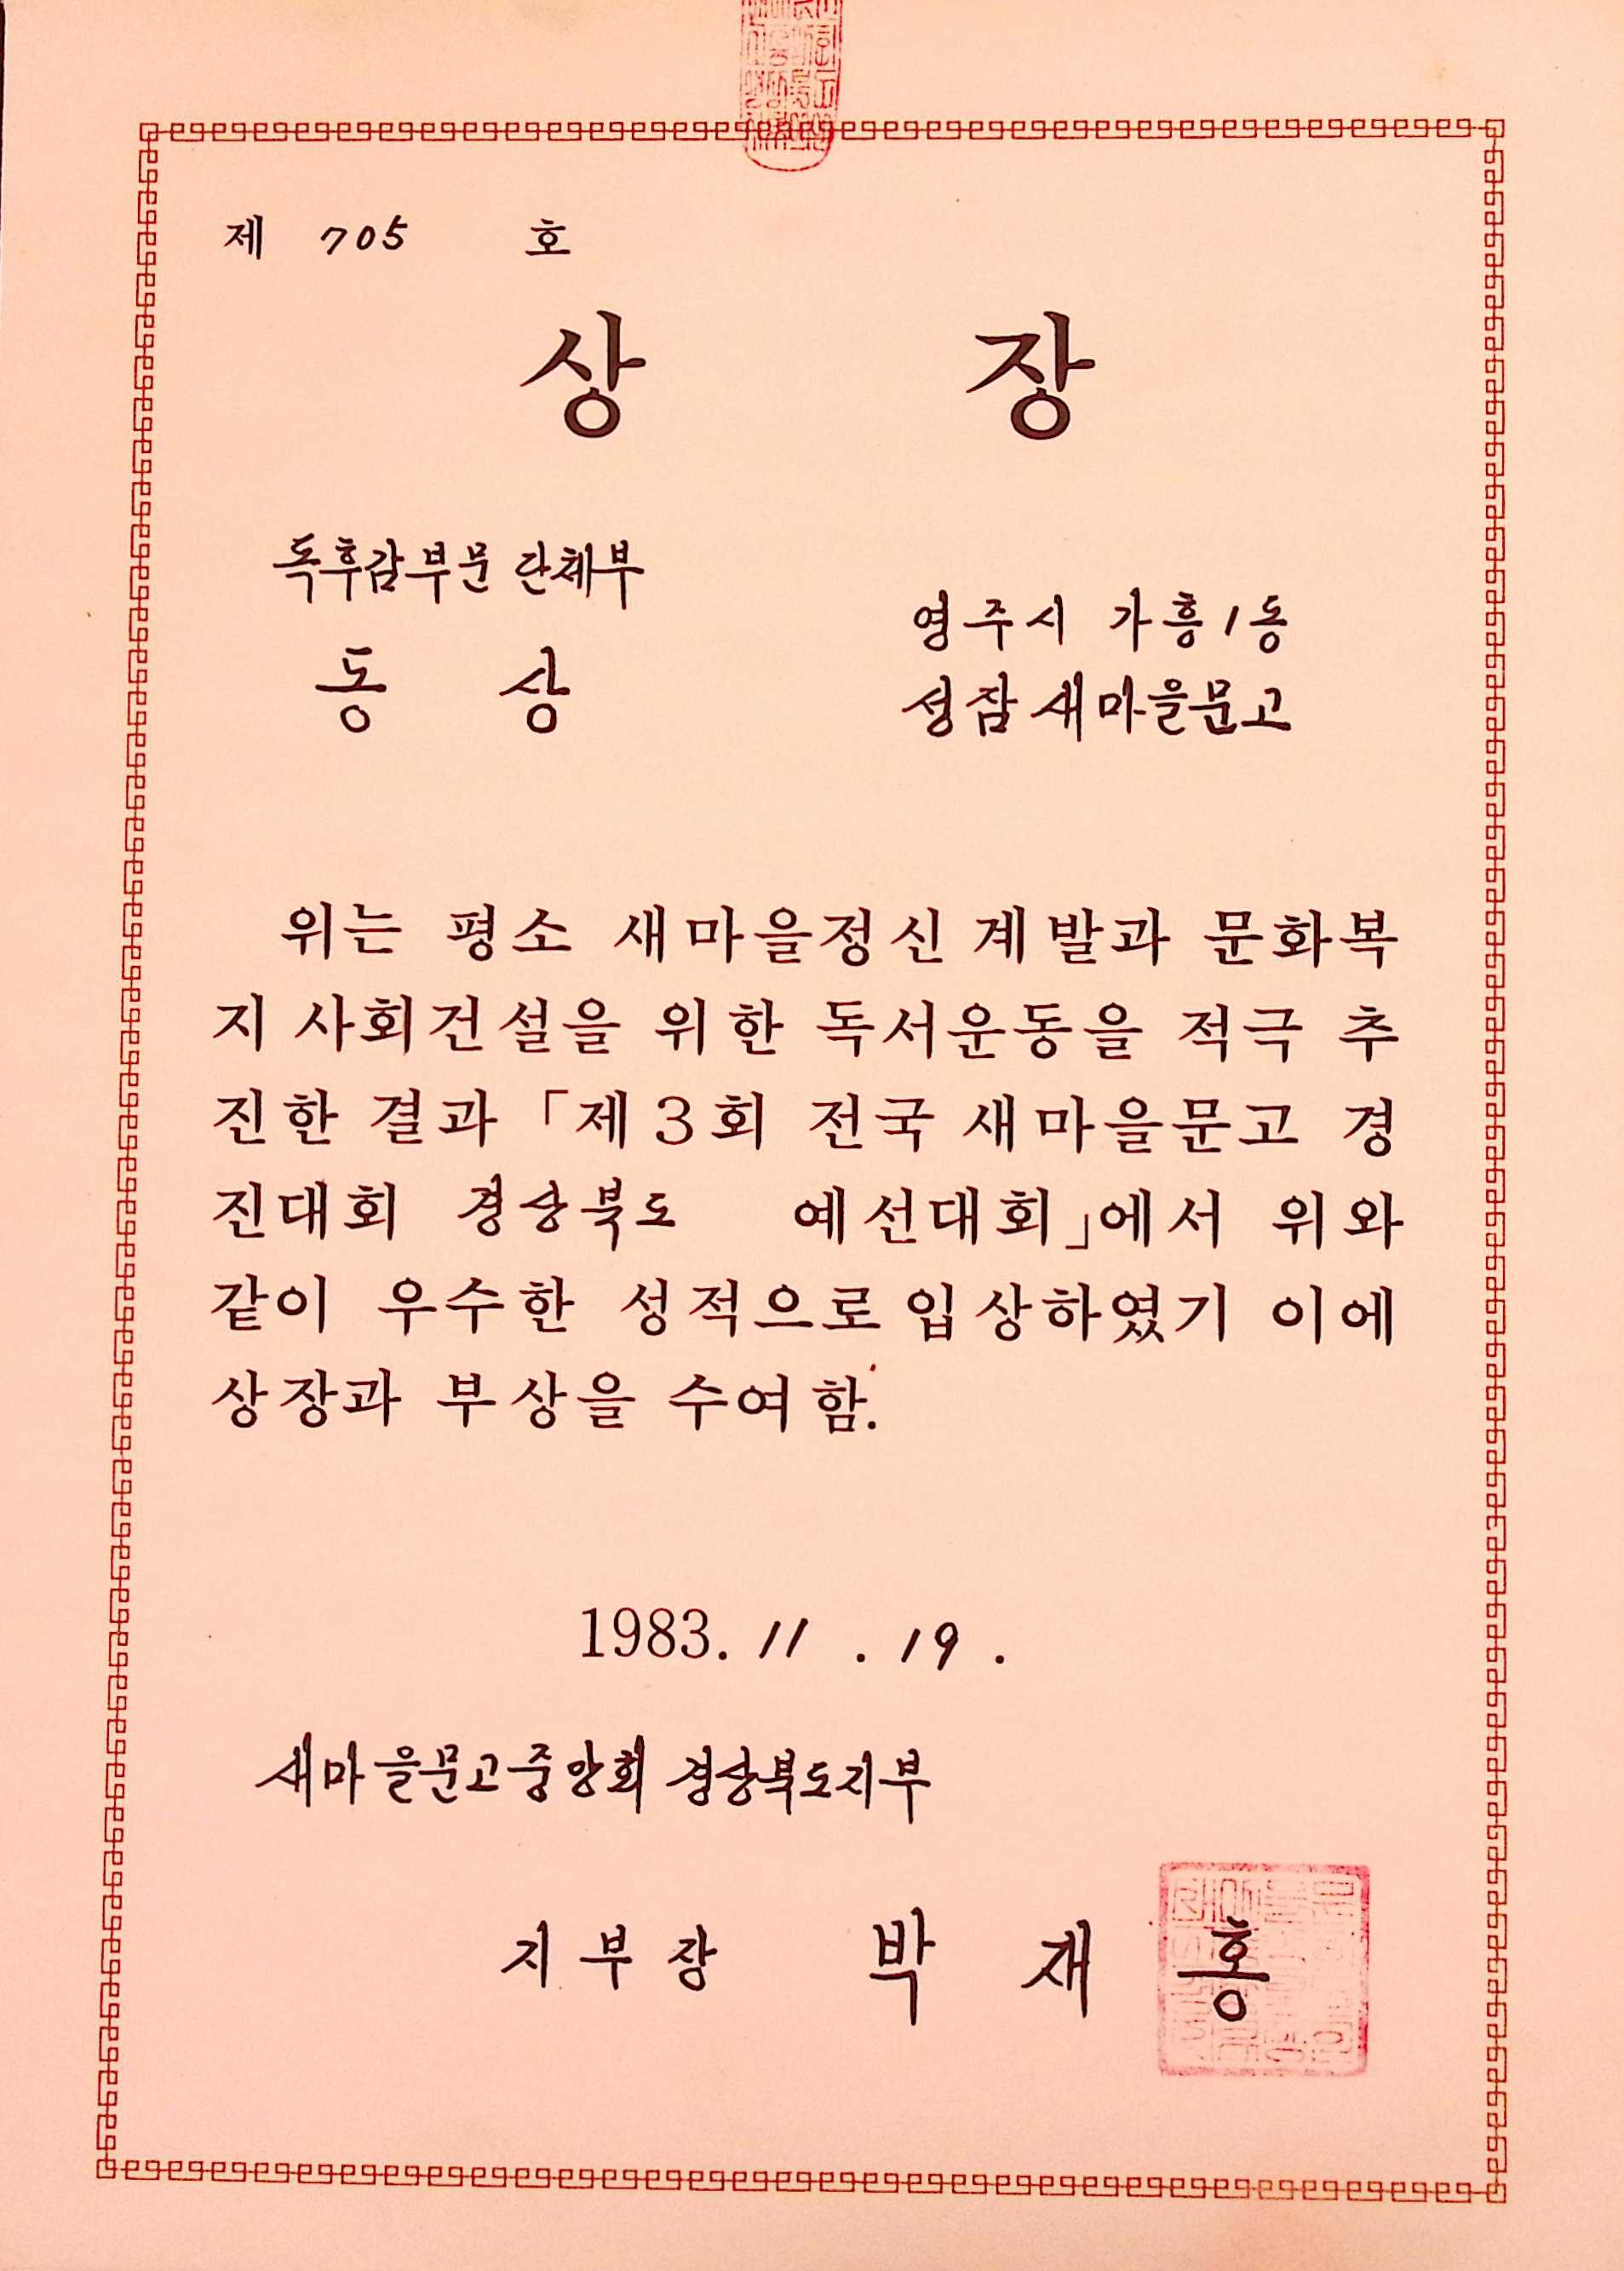 제 705 호
상 장
독후감부문 단체부
동 상
영주시 가흥1동
성잠새마을문고
위는 평소 새마을정신 계발과 문화복
지 사회건설을 위한 독서운동을 적극 추
진한 결과 「제3회 전국 새마을문고 경
진대회 경상북도 예선대회」에서 위와
같이 우수한 성적으로 입상하였기 이에
상장과 부상을 수여함.
1983. 11 . 19 .
새마을문고중앙회 경상북도지부
지부장 박 재 홍